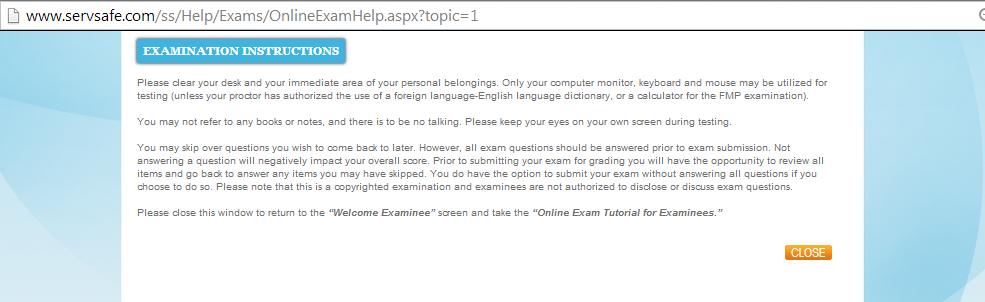 www.servsafe.com/ss/Help/Exams/OnlineExamHelp.aspx?topic=1
EXAMINATION INSTRUCTIONS
Please clear your desk and your immediate area of your personal belongings. Only your computer monitor, keyboard and mouse may be utilized for
testing (unless your proctor has authorized the use of a foreign language-English language dictionary, or a calculator for the FMP examination).
You may not refer to any books or notes, and there is to be no talking. Please keep your eyes on your own screen during testing.
You may skip over questions you wish to come back to later. However, all exam questions should be answered prior to exam submission. Not
answering a question will negatively impact your overall score. Prior to submitting your exam for grading you will have the opportunity to review all
items and go back to answer any items you may have skipped. You do have the option to submit your exam without answering all questions if you
choose to do so. Please note that this is a copyrighted examination and examinees are not authorized to disclose or discuss exam questions.
Please close this window to return to the “Welcome Examinee” screen and take the “Online Exam Tutorial for Examinees.”
CLOSE